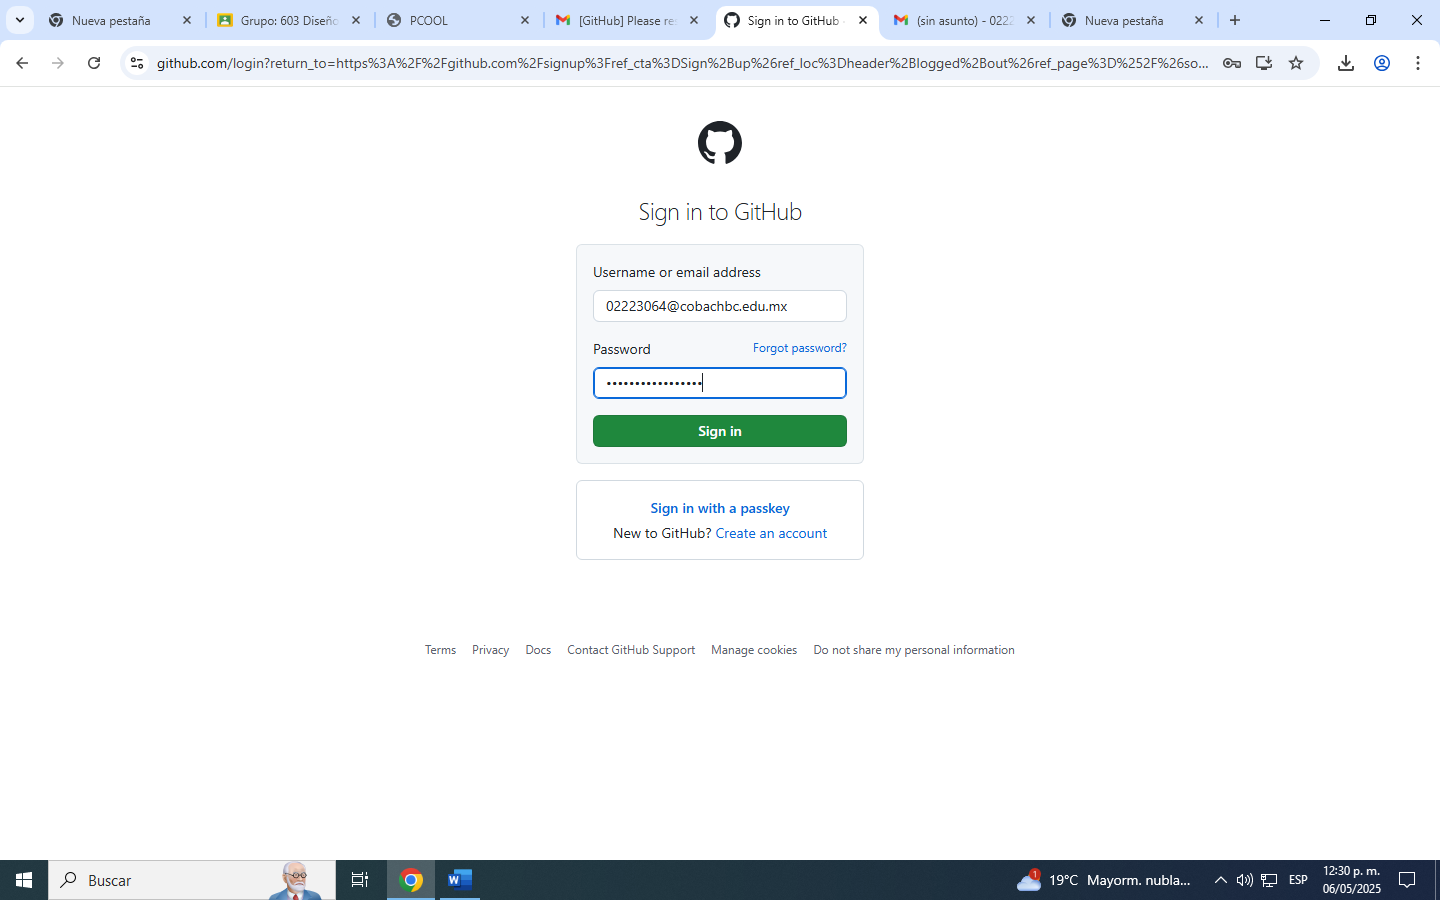 Nueva pestaña
Grupo: 603 Diseño
PCOOL
[GitHub] Please re
Sign in to GitHub
(sin asunto) - 0222
Nueva pestaña
github.com/login?return_to=https%3A%2F%2Fgithub.com%2Fsignup%3Fref_cta%3DSign%2Bup%26ref_loc%3Dheader%2Blogged%2Bout%26ref_page%3D%252F%26so...
Sign in to GitHub
Username or email address
02223064@cobachbc.edu.mx
Password
Forgot password?
•••••••••••••••••
Sign in
Sign in with a passkey
New to GitHub? Create an account
Terms
Privacy
Docs
Contact GitHub Support
Manage cookies
Do not share my personal information
Buscar
1
19°C Mayorm. nubla...
ESP
12:30 p. m.
06/05/2025